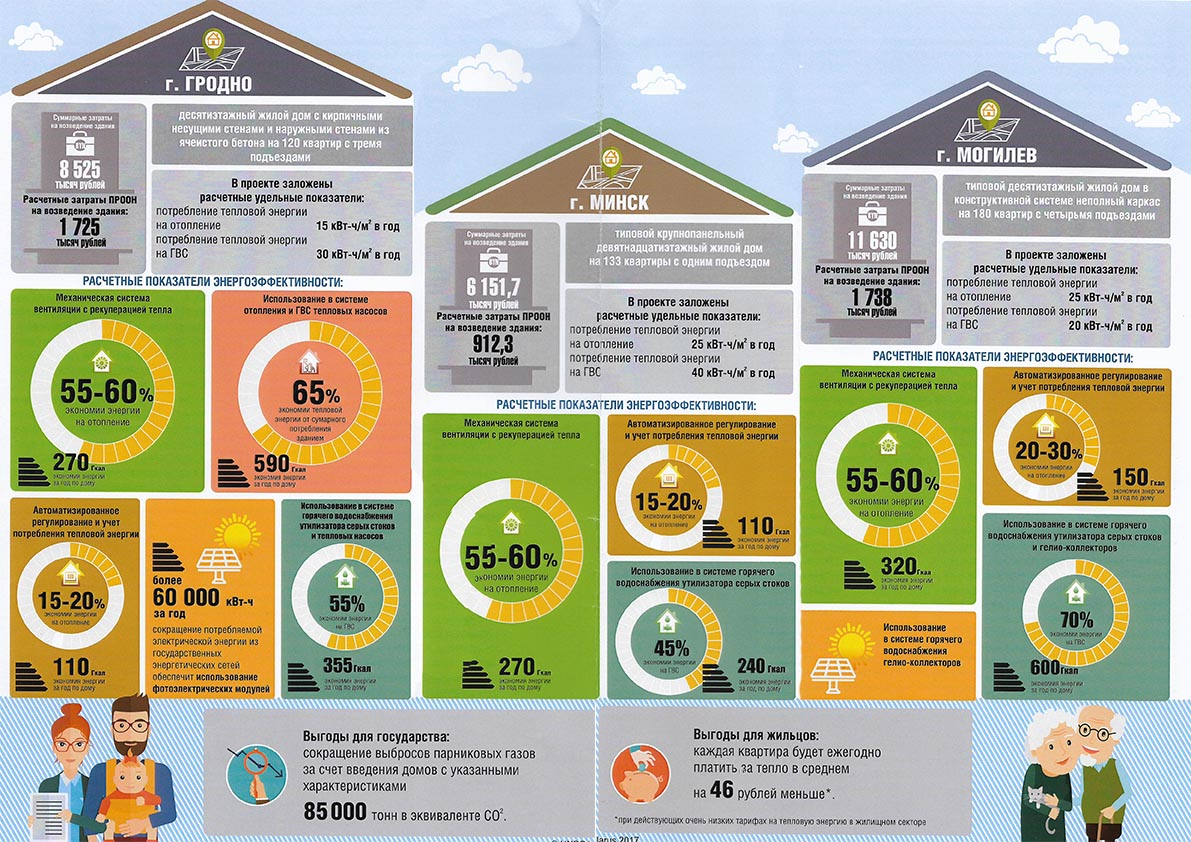 г. ГРОДНО
Суммарные затраты
на возведение здания
8 525
тысяч рублей
Расчетные затраты ПРООН
на возведение здания:
1 725
тысяч рублей
десятиэтажный жилой дом с кирпичными
несущими стенами и наружными стенами из
ячеистого бетона на 120 квартир с тремя
подъездами
В проекте заложены
расчетные удельные показатели:
потребление тепловой энергии
на отопление 15 кВт-ч/м² в год
потребление тепловой энергии
на ГВС 30 кВт-ч/м² в год
РАСЧЕТНЫЕ ПОКАЗАТЕЛИ ЭНЕРГОЭФФЕКТИВНОСТИ:
Механическая система
вентиляции с рекуперацией тепла
55-60%
экономии энергии
на отопление
270 Гкал
экономия энергии
за год по дому
Использование в системе
отопления и ГВС тепловых насосов
65%
экономии тепловой
энергии от сумарного
потребления
зданием
590 Гкал
экономия энергии
за год по дому
Автоматизированное
регулирование и учет
потребления тепловой энергии
15-20%
экономии энергии
на отопление
110 Гкал
экономия энергии
за год по дому
более
60 000 кВт-ч
за год
сокращение потребляемой
электрической энергии из
государственных
энергетических сетей
обеспечит использование
фотоэлектрических модулей
Использование в системе
горячего водоснабжения
утилизатора серых стоков
и тепловых насосов
55%
экономии энергии
на ГВС
355 Гкал
экономия энергии
за год по дому
г. МИНСК
Суммарные затраты
на возведение здания
6 151,7
тысяч рублей
Расчетные затраты ПРООН
на возведение здания:
912,3
тысяч рублей
типовой крупнопанельный
девятнадцатиэтажный жилой дом
на 133 квартиры с одним подъездом
В проекте заложены
расчетные удельные показатели:
потребление тепловой энергии
на отопление 25 кВт-ч/м² в год
потребление тепловой энергии
на ГВС 40 кВт-ч/м² в год
РАСЧЕТНЫЕ ПОКАЗАТЕЛИ ЭНЕРГОЭФФЕКТИВНОСТИ:
Механическая система
вентиляции с рекуперацией тепла
55-60%
экономии энергии
на отопление
270 Гкал
экономия энергии
за год по дому
Автоматизированное регулирование
и учет потребления тепловой энергии
15-20%
экономии энергии
на отопление
110 Гкал
экономия энергии
за год по дому
Использование в системе горячего
водоснабжения утилизатора серых стоков
45%
экономии энергии
на ГВС
240 Гкал
экономия энергии
за год по дому
г. МОГИЛЕВ
Суммарные затраты
на возведение здания
11 630
тысяч рублей
Расчетные затраты ПРООН
на возведение здания:
1 738
тысяч рублей
типовой десятиэтажный жилой дом в
конструктивной системе неполный каркас
на 180 квартир с четырьмя подъездами
В проекте заложены
расчетные удельные показатели:
потребление тепловой энергии
на отопление 25 кВт-ч/м² в год
потребление тепловой энергии
на ГВС 20 кВт-ч/м² в год
РАСЧЕТНЫЕ ПОКАЗАТЕЛИ ЭНЕРГОЭФФЕКТИВНОСТИ:
Механическая система
вентиляции с рекуперацией тепла
55-60%
экономии энергии
на отопление
320 Гкал
экономия энергии
за год по дому
Автоматизированное регулирование
и учет потребления тепловой энергии
20-30%
экономии энергии
на отопление
150 Гкал
экономия энергии
за год по дому
Использование
в системе горячего
водоснабжения
гелио-коллекторов
Использование в системе горячего
водоснабжения утилизатора серых стоков
и гелио-коллекторов
70%
экономии энергии
на ГВС
600 Гкал
экономия энергии
за год по дому
Выгоды для государства:
сокращение выбросов парниковых газов
за счет введения домов с указанными
характеристиками
85 000 тонн в эквиваленте CO².
Выгоды для жильцов:
каждая квартира будет ежегодно
платить за тепло в среднем
на 46 рублей меньше*.
*при действующих очень низких тарифах на тепловую энергию в жилищном секторе
larus 2017